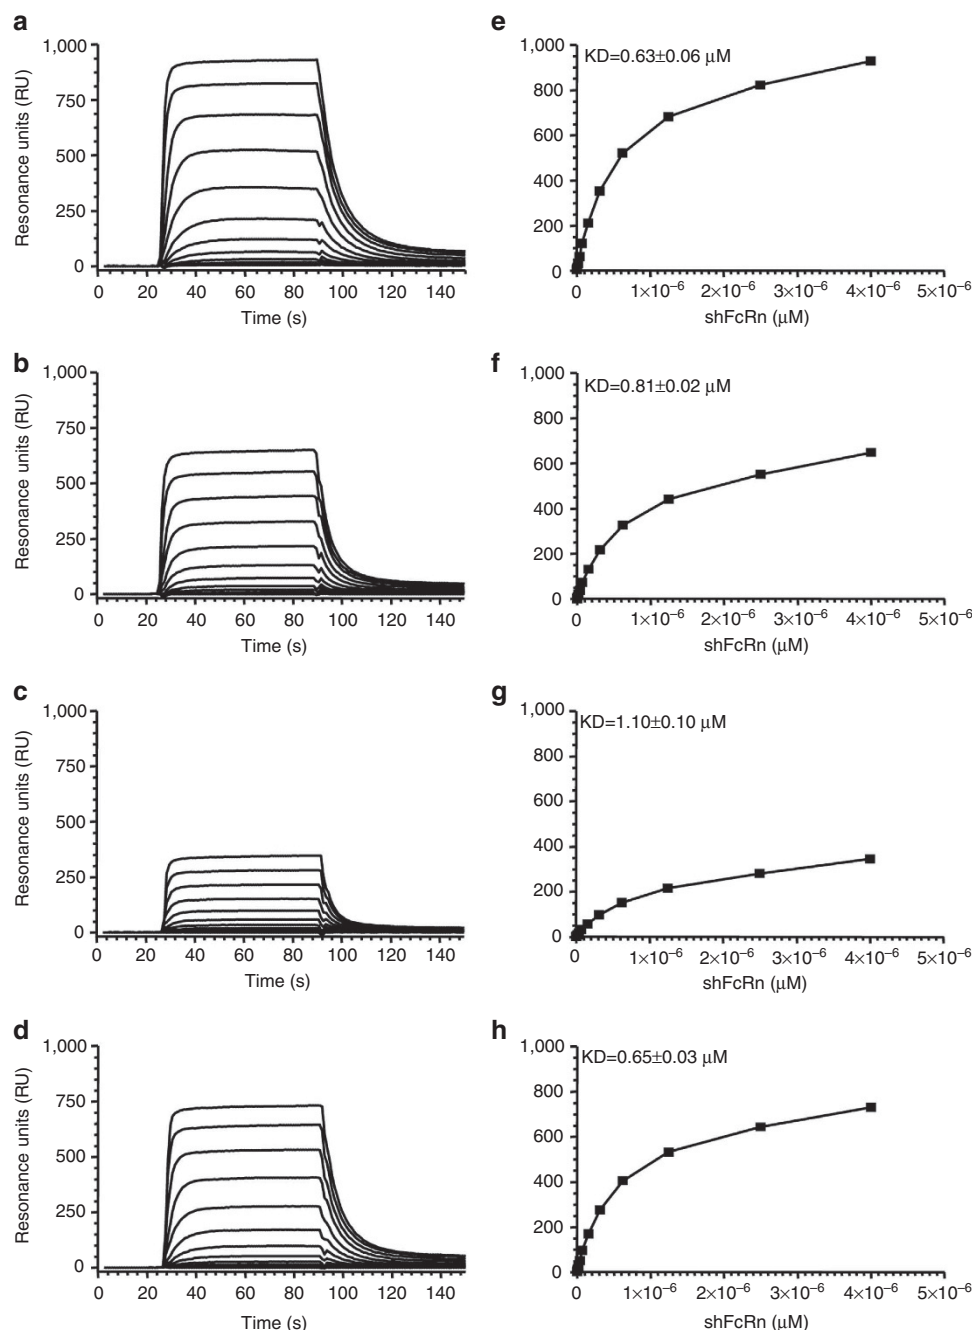 a
1,000
750
500
250
0
Resonance units (RU)
0 20 40 60 80 100 120 140
Time (s)
e
KD=0.63±0.06 μM
1,000
800
600
400
200
0
0 1×10⁻⁶ 2×10⁻⁶ 3×10⁻⁶ 4×10⁻⁶ 5×10⁻⁶
shFcRn (μM)
b
1,000
750
500
250
0
Resonance units (RU)
0 20 40 60 80 100 120 140
Time (s)
f
KD=0.81±0.02 μM
1,000
800
600
400
200
0
0 1×10⁻⁶ 2×10⁻⁶ 3×10⁻⁶ 4×10⁻⁶ 5×10⁻⁶
shFcRn (μM)
c
1,000
750
500
250
0
Resonance units (RU)
0 20 40 60 80 100 120 140
Time (s)
g
KD=1.10±0.10 μM
1,000
800
600
400
200
0
0 1×10⁻⁶ 2×10⁻⁶ 3×10⁻⁶ 4×10⁻⁶ 5×10⁻⁶
shFcRn (μM)
d
1,000
750
500
250
0
Resonance units (RU)
0 20 40 60 80 100 120 140
Time (s)
h
KD=0.65±0.03 μM
1,000
800
600
400
200
0
0 1×10⁻⁶ 2×10⁻⁶ 3×10⁻⁶ 4×10⁻⁶ 5×10⁻⁶
shFcRn (μM)